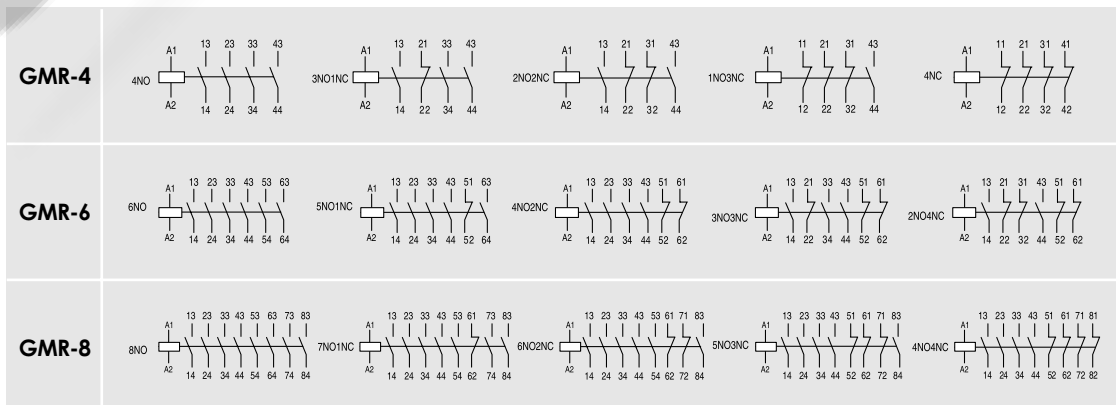 GMR-4
A1 13 23 33 43
4NO
A2 14 24 34 44
A1 13 21 33 43
3NO1NC
A2 14 22 34 44
A1 13 21 31 43
2NO2NC
A2 14 22 32 44
A1 11 21 31 43
1NO3NC
A2 12 22 32 44
A1 11 21 31 41
4NC
A2 12 22 32 42
GMR-6
A1 13 23 33 43 53 63
6NO
A2 14 24 34 44 54 64
A1 13 23 33 43 51 63
5NO1NC
A2 14 24 34 44 52 64
A1 13 23 33 43 51 61
4NO2NC
A2 14 24 34 44 52 62
A1 13 21 33 43 51 61
3NO3NC
A2 14 22 34 44 52 62
A1 13 21 31 43 51 61
2NO4NC
A2 14 22 32 44 52 62
GMR-8
A1 13 23 33 43 53 63 73 83
8NO
A2 14 24 34 44 54 64 74 84
A1 13 23 33 43 53 61 73 83
7NO1NC
A2 14 24 34 44 54 62 74 84
A1 13 23 33 43 53 61 71 83
6NO2NC
A2 14 24 34 44 54 62 72 84
A1 13 23 33 43 51 61 71 83
5NO3NC
A2 14 24 34 44 52 62 72 84
A1 13 23 33 43 51 61 71 81
4NO4NC
A2 14 24 34 44 52 62 72 82